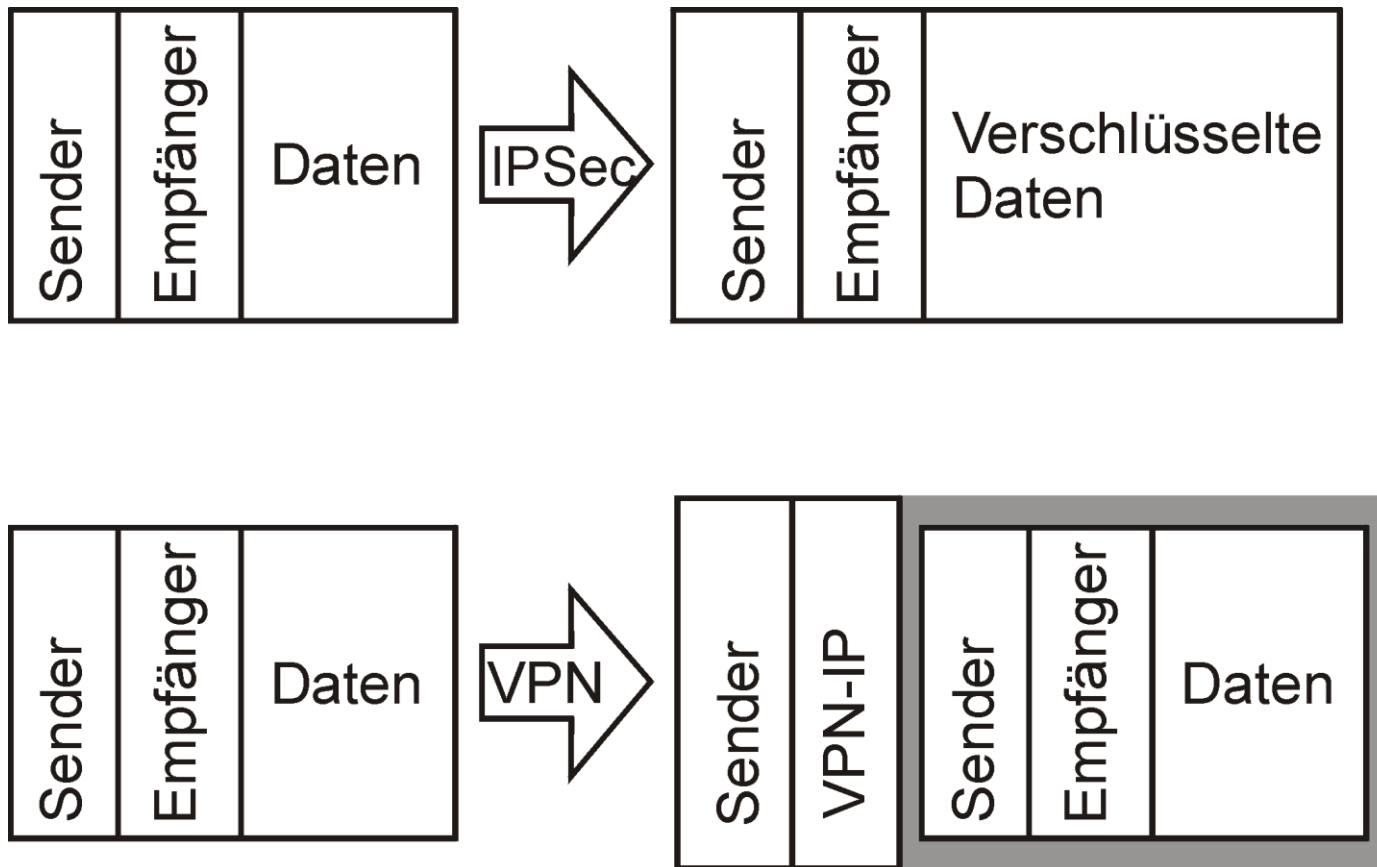 Sender
Empfänger
Daten
IPSec
Sender
Empfänger
Verschlüsselte
Daten
Sender
Empfänger
Daten
VPN
Sender
VPN-IP
Sender
Empfänger
Daten